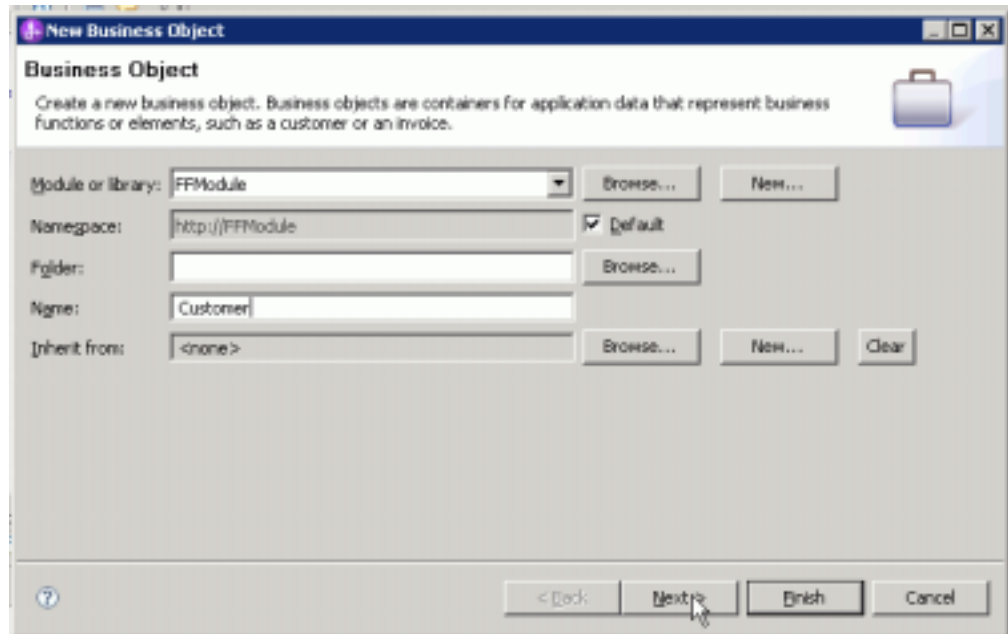 New Business Object
Business Object
Create a new business object. Business objects are containers for application data that represent business
functions or elements, such as a customer or an invoice.
Module or library: FFModule Browse... New...
Namespace: http://FFModule Default
Folder: Browse...
Name: Customer
Inherit from: <none> Browse... New... Clear
? < Back Next > Finish Cancel